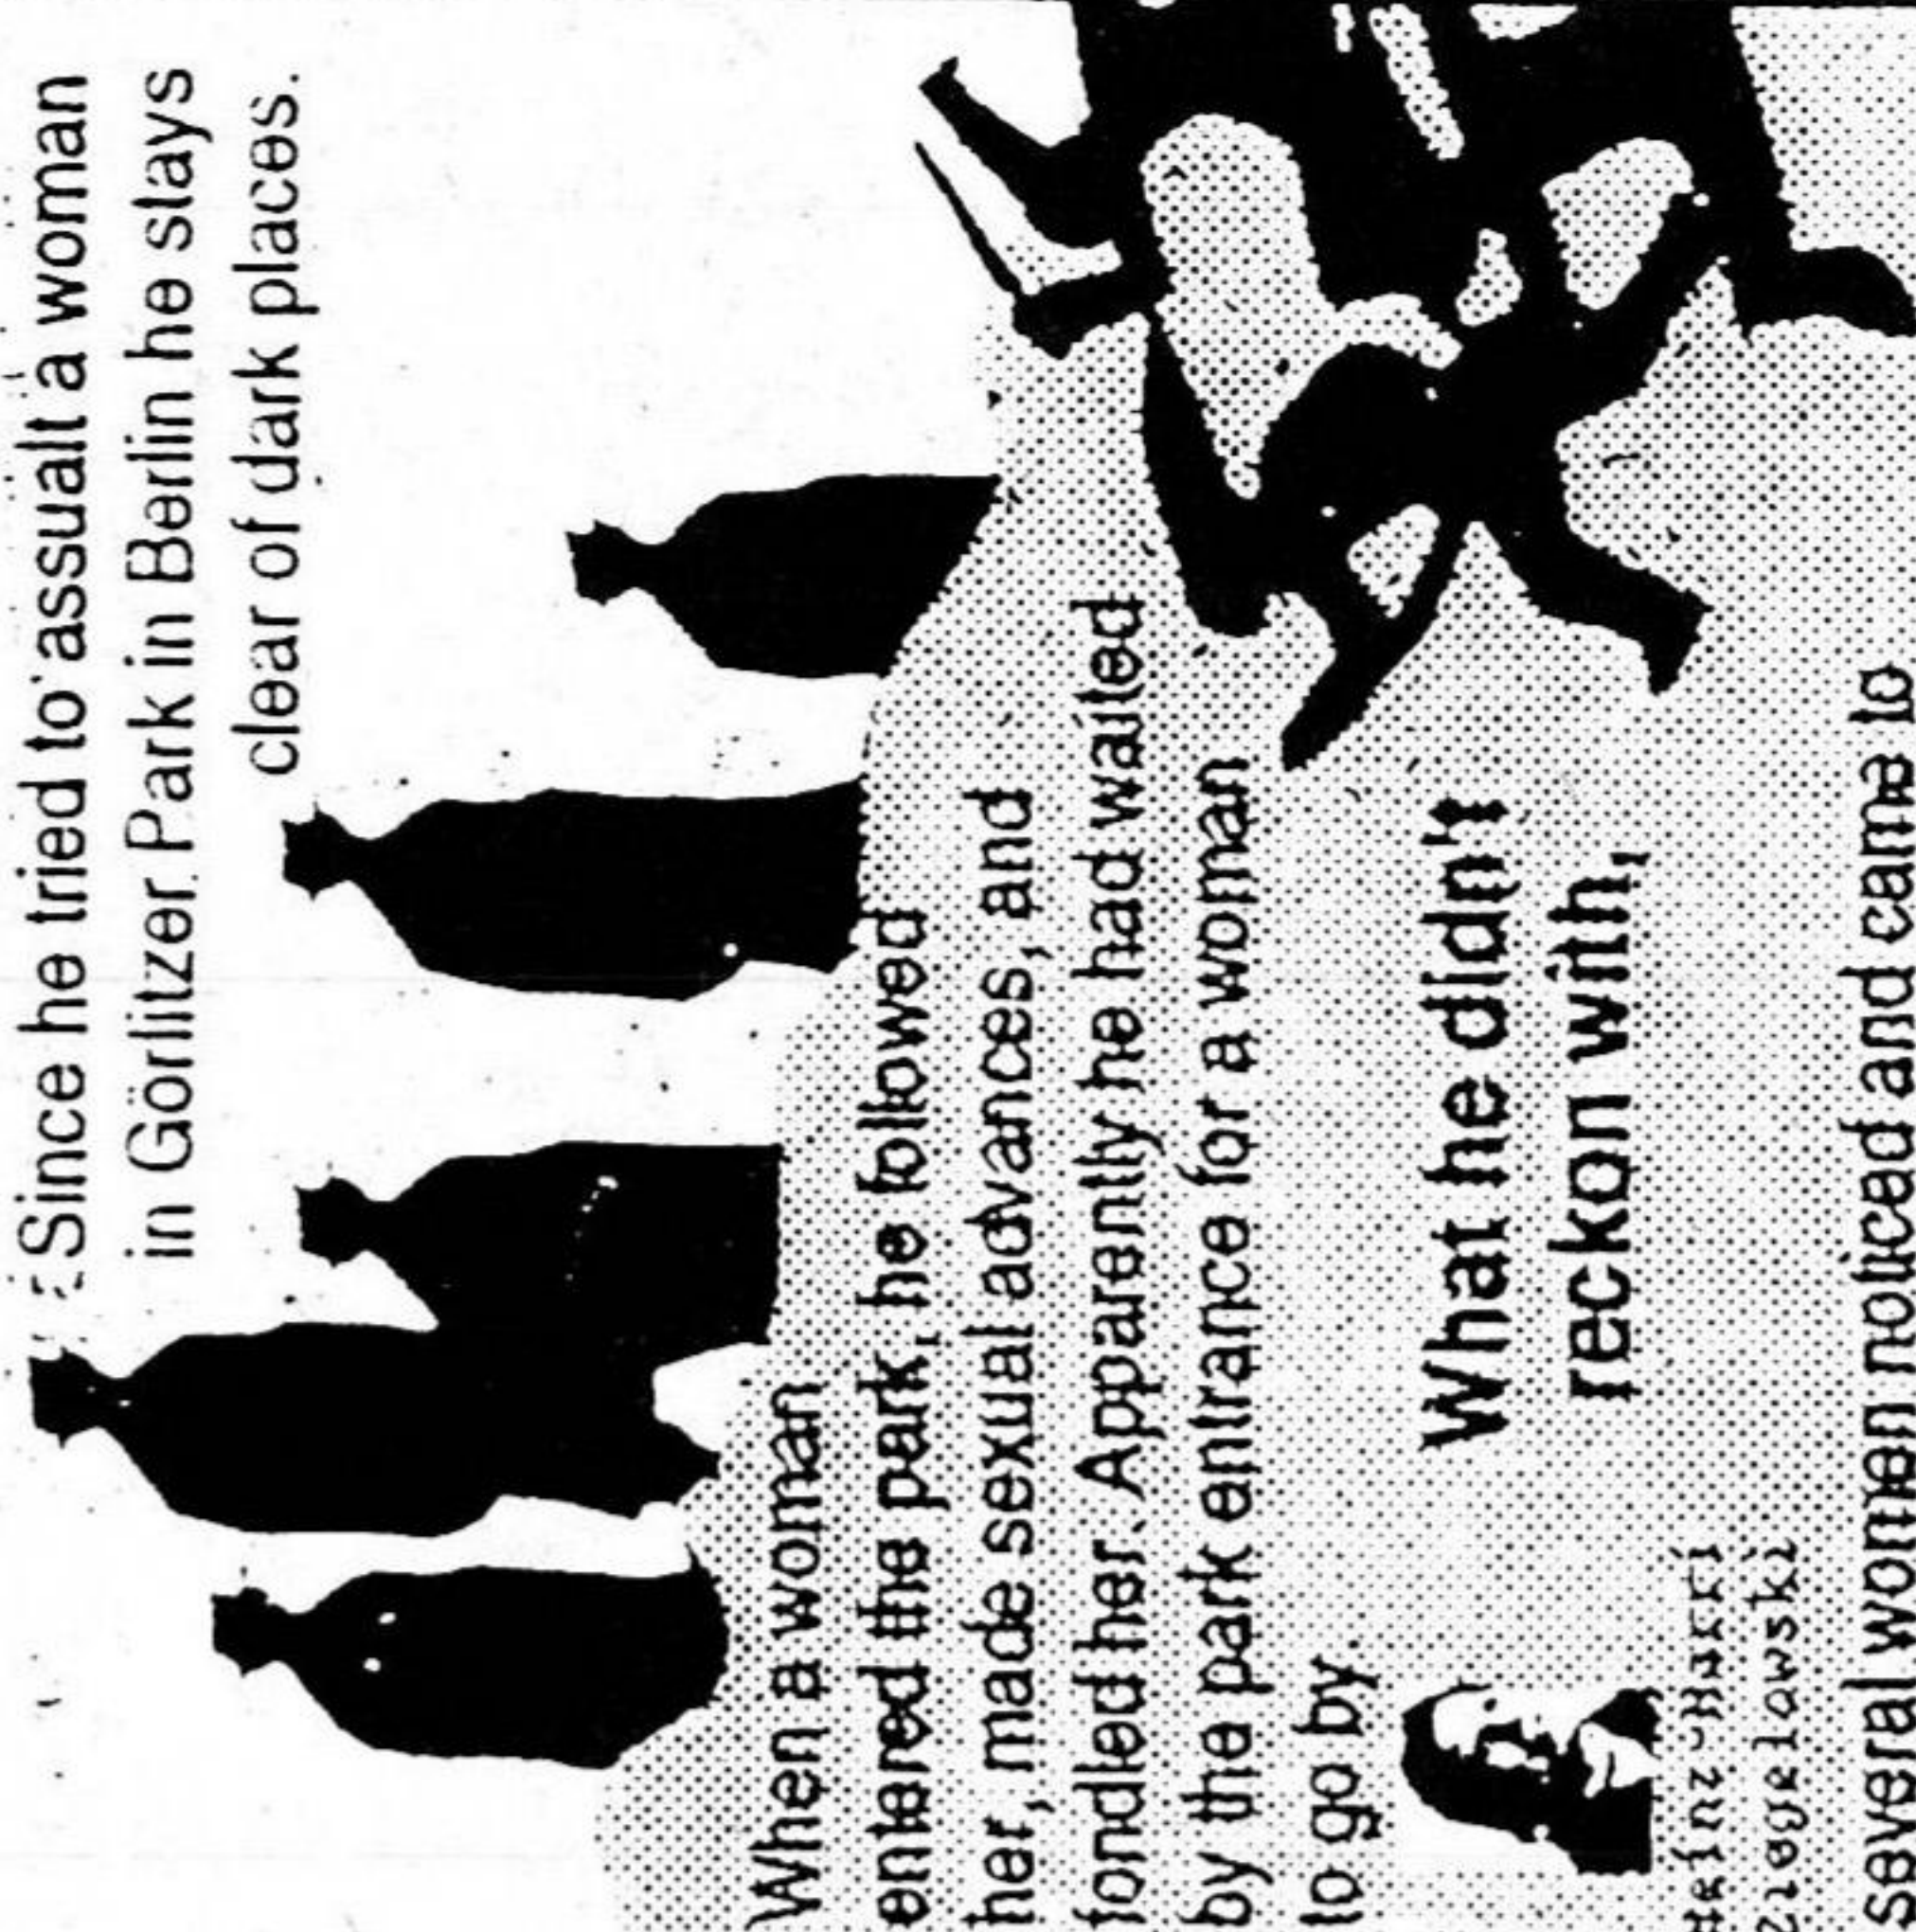 Since he tried to assualt a woman
in Görlitzer Park in Berlin he stays
clear of dark places.
When a woman
entered the park, he followed
her, made sexual advances, and
fondled her. Apparently he had waited
by the park entrance for a woman
to go by.
What he didn't
reckon with,
several women noticed and came to